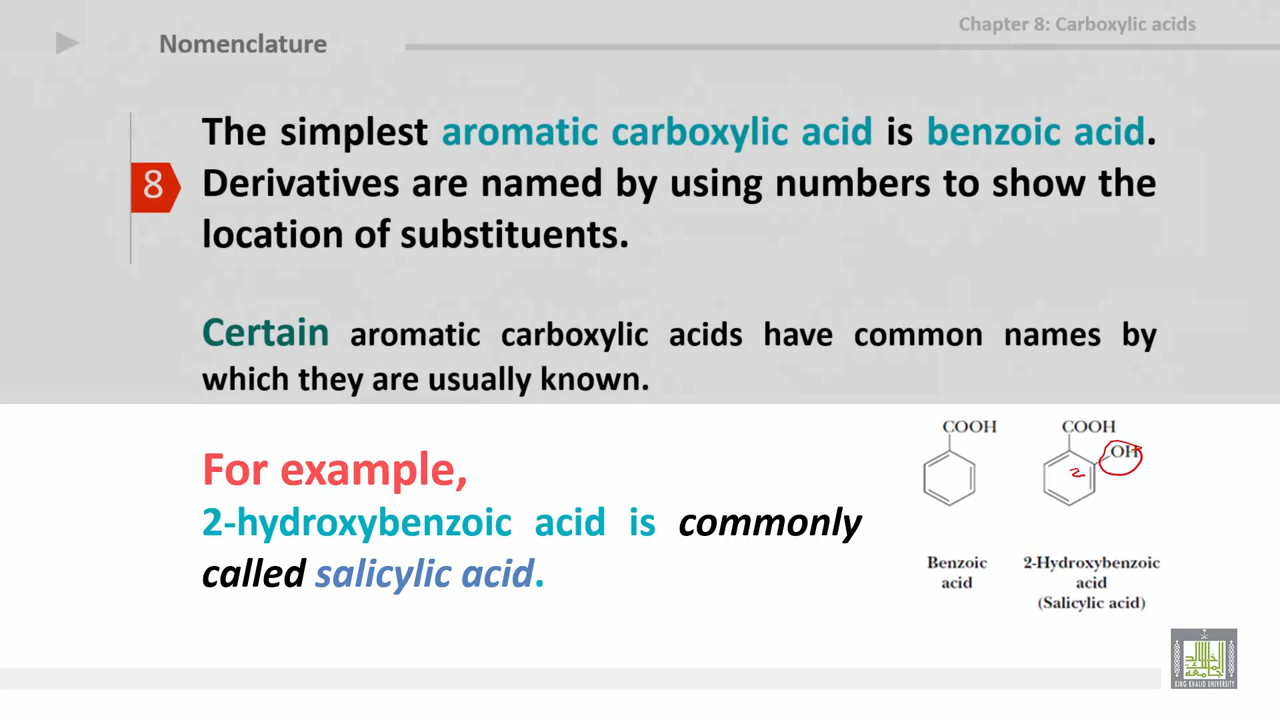 Chapter 8: Carboxylic acids
Nomenclature
The simplest aromatic carboxylic acid is benzoic acid.
8
Derivatives are named by using numbers to show the
location of substituents.
Certain aromatic carboxylic acids have common names by
which they are usually known.
For example,
2-hydroxybenzoic acid is commonly
called salicylic acid.
COOH
COOH
OH
2
Benzoic
acid
2-Hydroxybenzoic
acid
(Salicylic acid)
KING KHALID UNIVERSITY